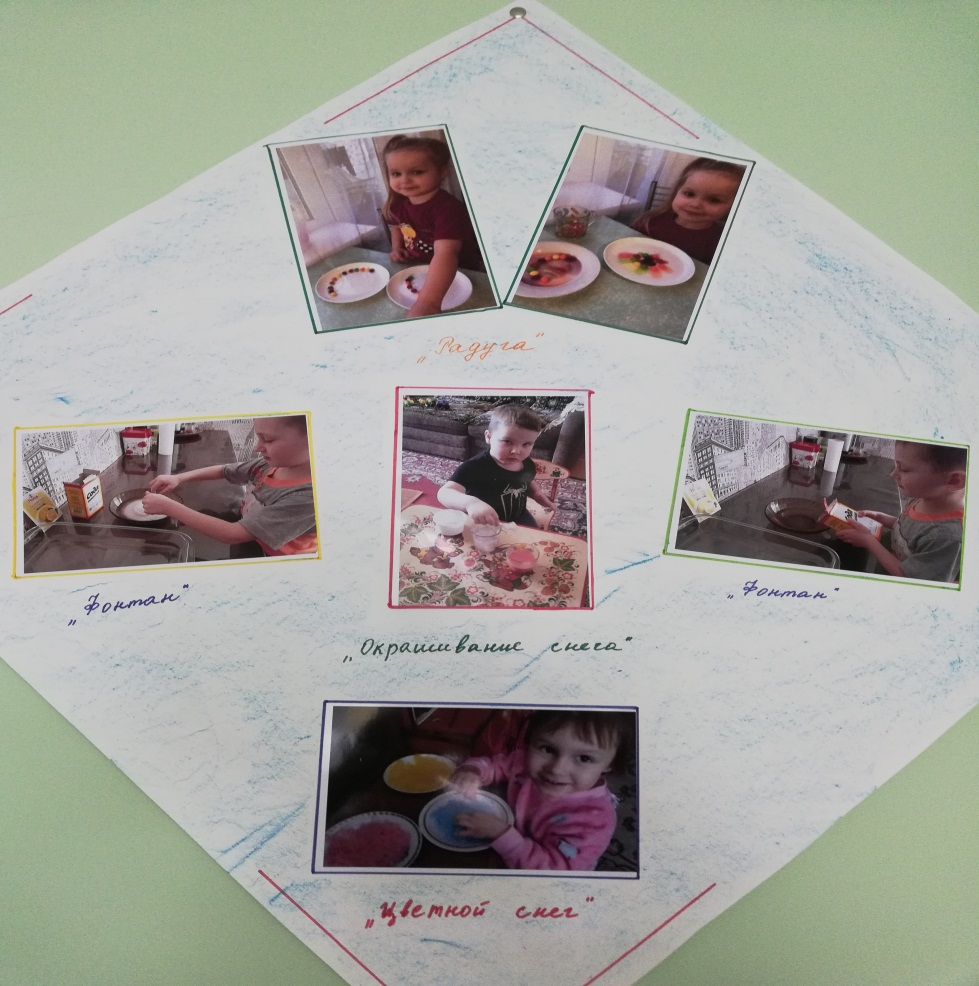 „Радуга“
„Фонтан“
„Фонтан“
„Окрашивание снега“
„Цветной снег“